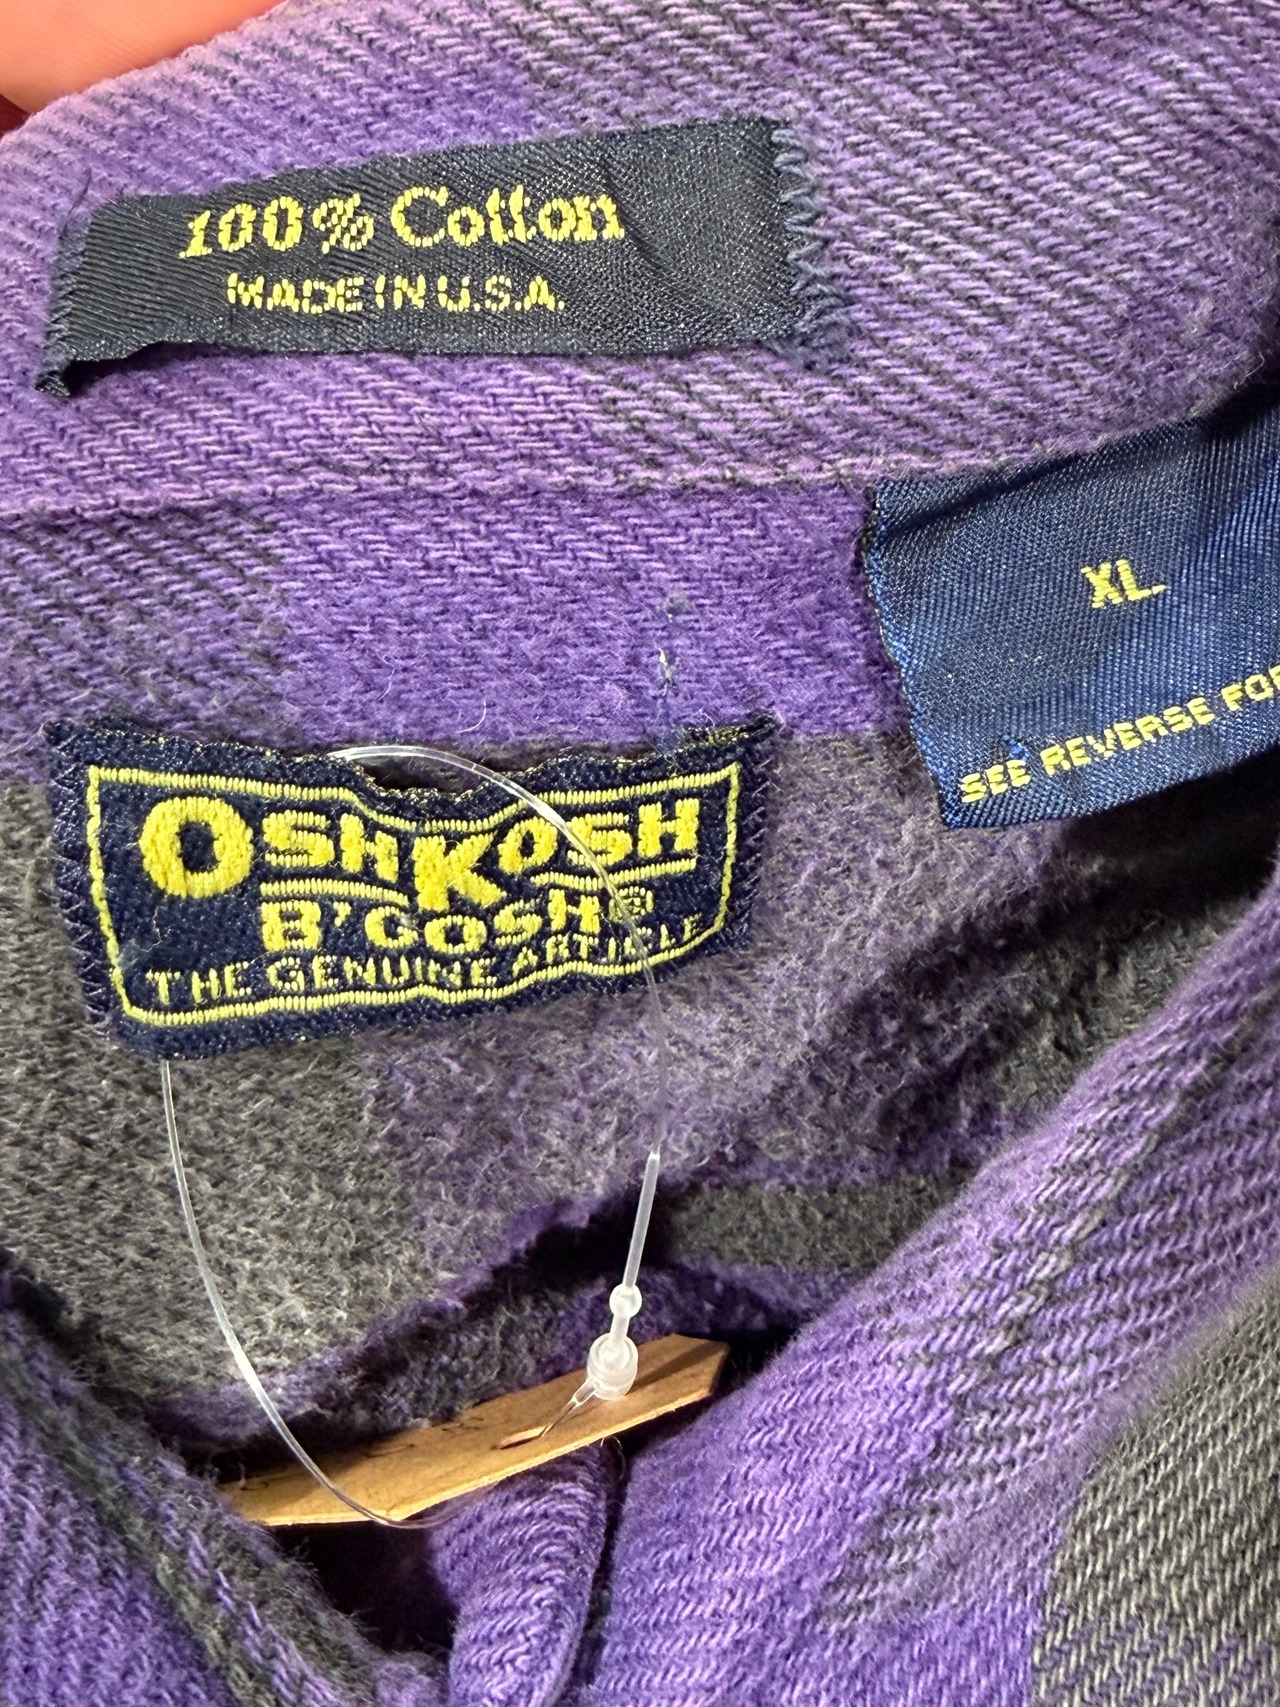 100% Cotton
MADE IN U.S.A.
XL
SEE REVERSE FOR
OSHKOSH
B'GOSH®
THE GENUINE ARTICLE